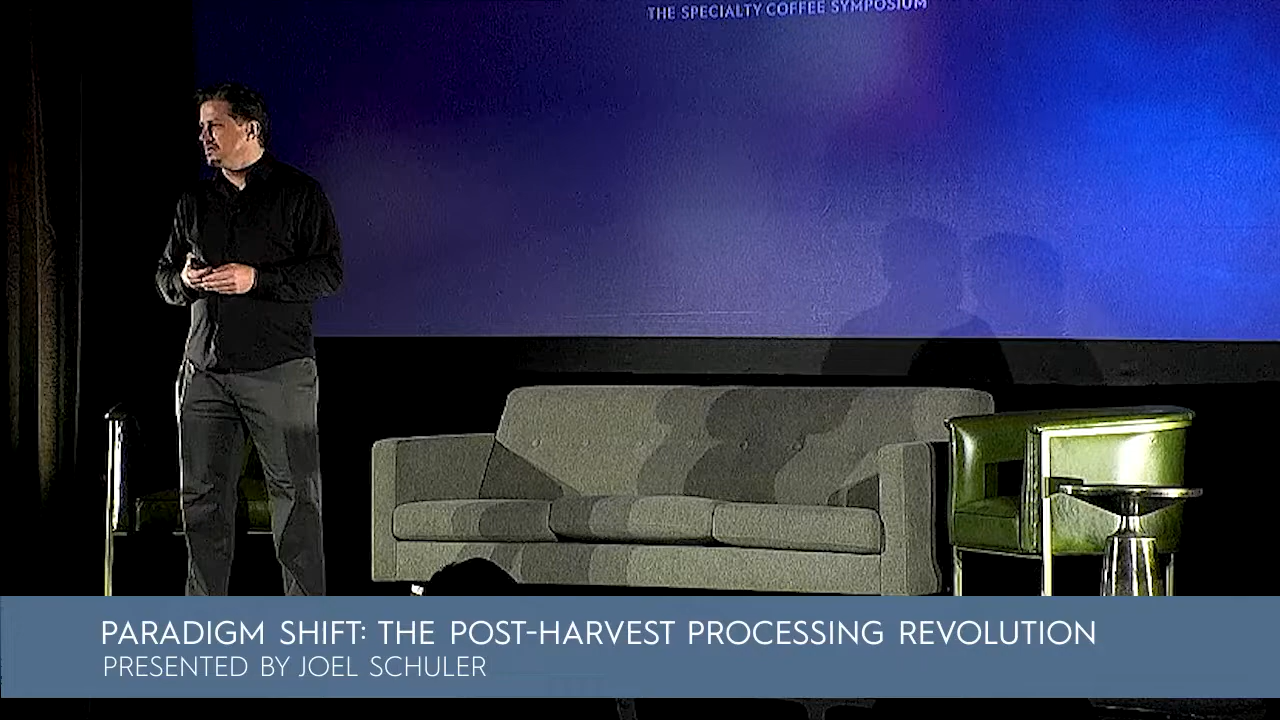 THE SPECIALTY COFFEE SYMPOSIUM
PARADIGM SHIFT: THE POST-HARVEST PROCESSING REVOLUTION
PRESENTED BY JOEL SCHULER